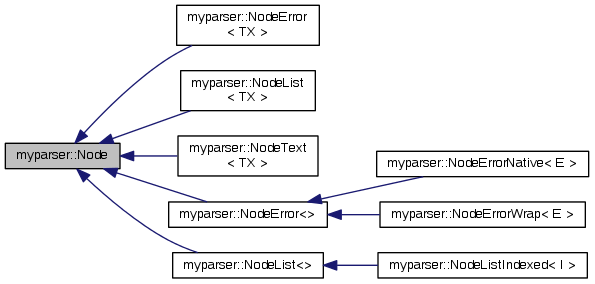 myparser::NodeError
< TX >
myparser::NodeList
< TX >
myparser::Node
myparser::NodeText
< TX >
myparser::NodeErrorNative< E >
myparser::NodeError<>
myparser::NodeErrorWrap< E >
myparser::NodeList<>
myparser::NodeListIndexed< I >